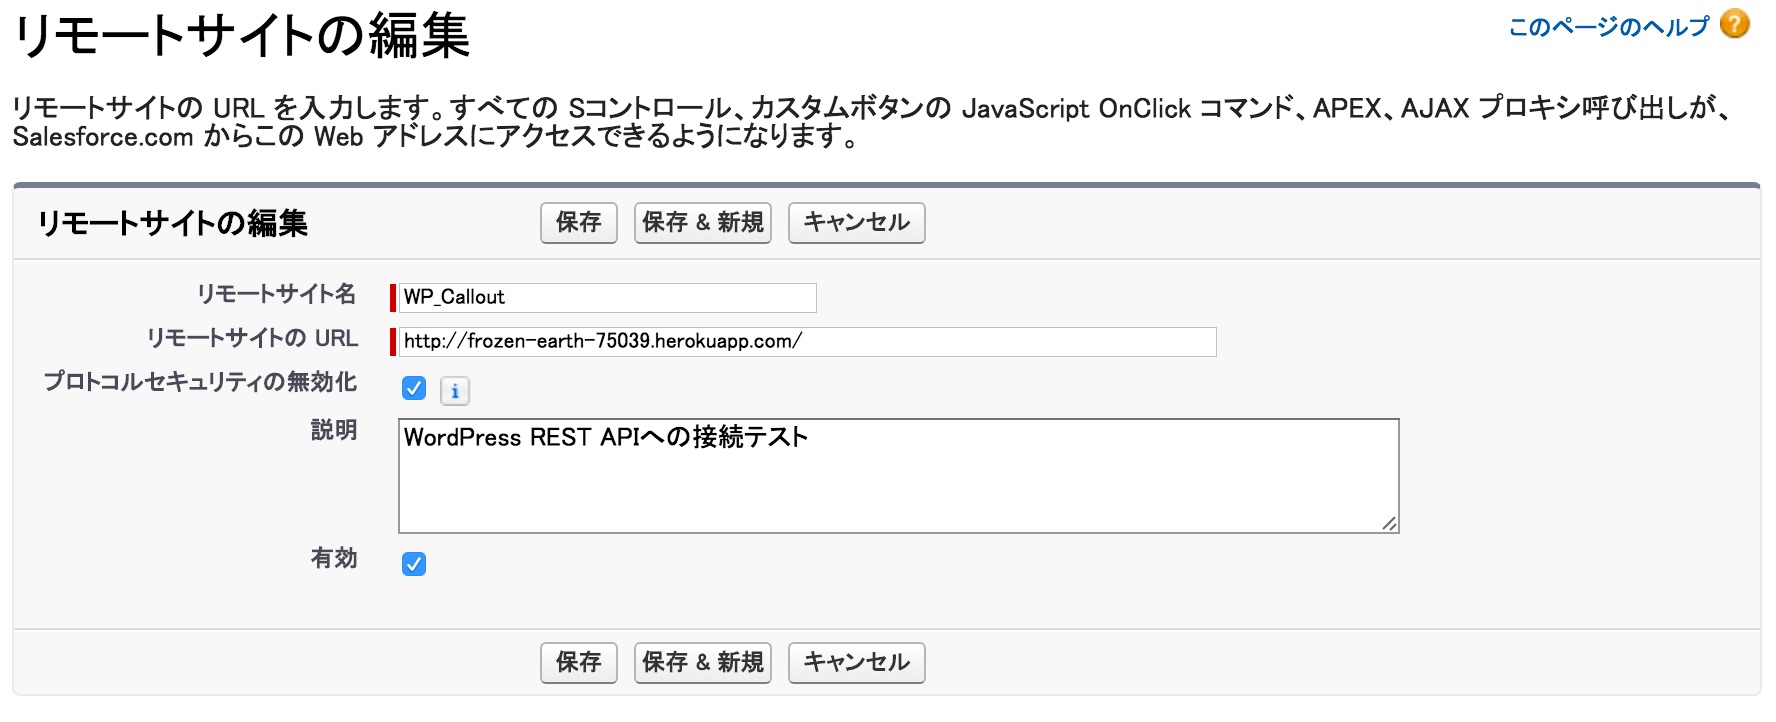 リモートサイトの編集
このページのヘルプ ?
リモートサイトの URL を入力します。すべての Sコントロール、カスタムボタンの JavaScript OnClick コマンド、APEX、AJAX プロキシ呼び出しが、
Salesforce.com からこの Web アドレスにアクセスできるようになります。
リモートサイトの編集 保存 保存 & 新規 キャンセル
リモートサイト名 WP_Callout
リモートサイトの URL http://frozen-earth-75039.herokuapp.com/
プロトコルセキュリティの無効化 i
説明 WordPress REST APIへの接続テスト
有効
保存 保存 & 新規 キャンセル